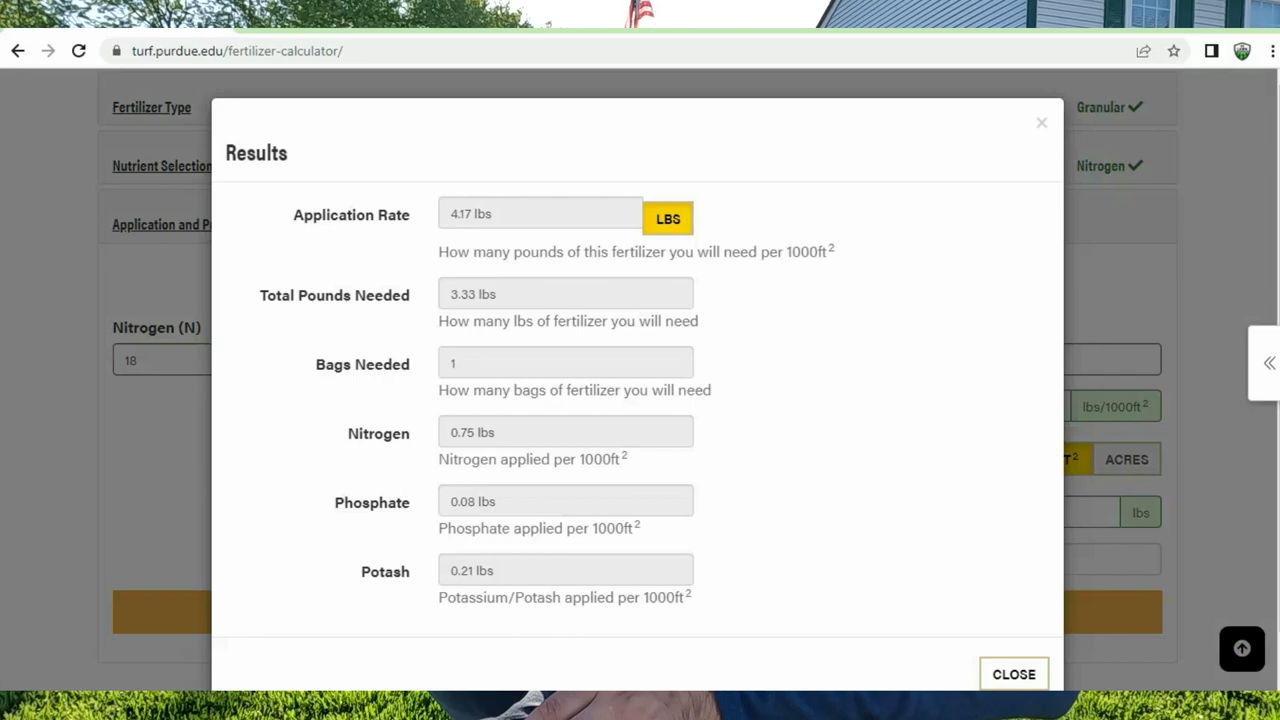 turf.purdue.edu/fertilizer-calculator/
Fertilizer Type
Granular
Results
Nutrient Selection
Nitrogen
Application Rate
4.17 lbs
LBS
Application and
How many pounds of this fertilizer you will need per 1000ft²
Total Pounds Needed
3.33 lbs
How many lbs of fertilizer you will need
Nitrogen (N)
18
Bags Needed
1
How many bags of fertilizer you will need
lbs/1000ft²
Nitrogen
0.75 lbs
Nitrogen applied per 1000ft²
T²
ACRES
Phosphate
0.08 lbs
Phosphate applied per 1000ft²
lbs
Potash
0.21 lbs
Potassium/Potash applied per 1000ft²
CLOSE